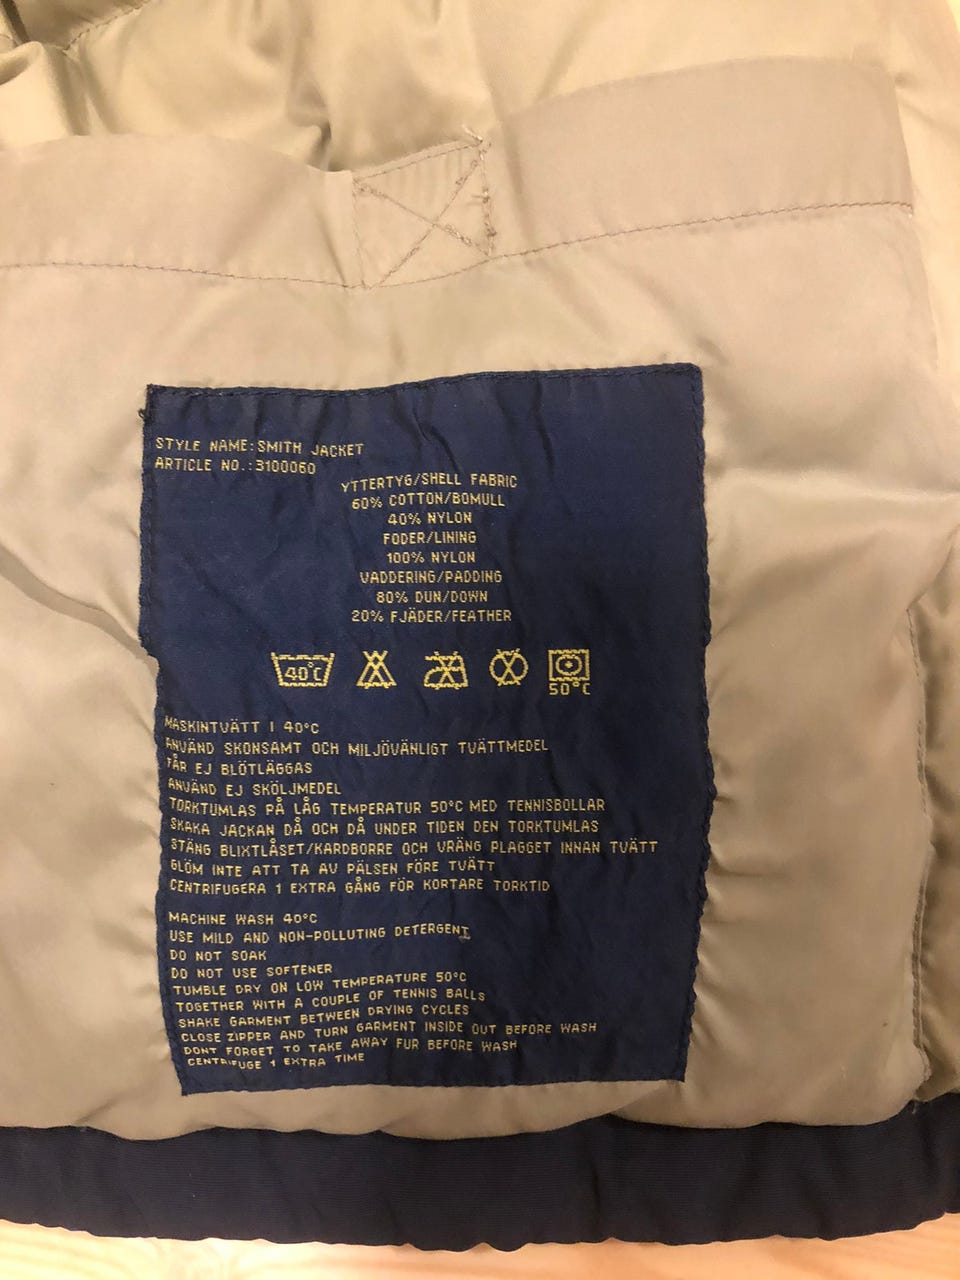 STYLE NAME:SMITH JACKET
ARTICLE NO.:3100060
YTTERTYG/SHELL FABRIC
60% COTTON/BOMULL
40% NYLON
FODER/LINING
100% NYLON
VADDERING/PADDING
80% DUN/DOWN
20% FJÄDER/FEATHER
40°C
50°C
MASKINTVÄTT I 40°C
ANVÄND SKONSAMT OCH MILJÖVÄNLIGT TVÄTTMEDEL
FÅR EJ BLÖTLÄGGAS
ANVÄND EJ SKÖLJMEDEL
TORKTUMLAS PÅ LÅG TEMPERATUR 50°C MED TENNISBOLLAR
SKAKA JACKAN DÅ OCH DÅ UNDER TIDEN DEN TORKTUMLAS
STÄNG BLIXTLÅSET/KARDBORRE OCH VRÄNG PLAGGET INNAN TVÄTT
GLÖM INTE ATT TA AV PÄLSEN FÖRE TVÄTT
CENTRIFUGERA 1 EXTRA GÅNG FÖR KORTARE TORKTID
MACHINE WASH 40°C
USE MILD AND NON-POLLUTING DETERGENT
DO NOT SOAK
DO NOT USE SOFTENER
TUMBLE DRY ON LOW TEMPERATURE 50°C
TOGETHER WITH A COUPLE OF TENNIS BALLS
SHAKE GARMENT BETWEEN DRYING CYCLES
CLOSE ZIPPER AND TURN GARMENT INSIDE OUT BEFORE WASH
DONT FORGET TO TAKE AWAY FUR BEFORE WASH
CENTRIFUGE 1 EXTRA TIME